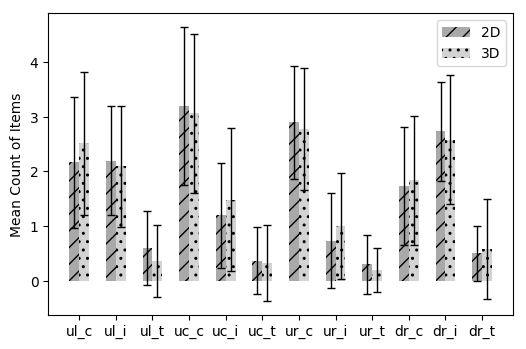 2D
3D
Mean Count of Items
4
3
2
1
0
ul_c ul_i ul_t uc_c uc_i uc_t ur_c ur_i ur_t dr_c dr_i dr_t